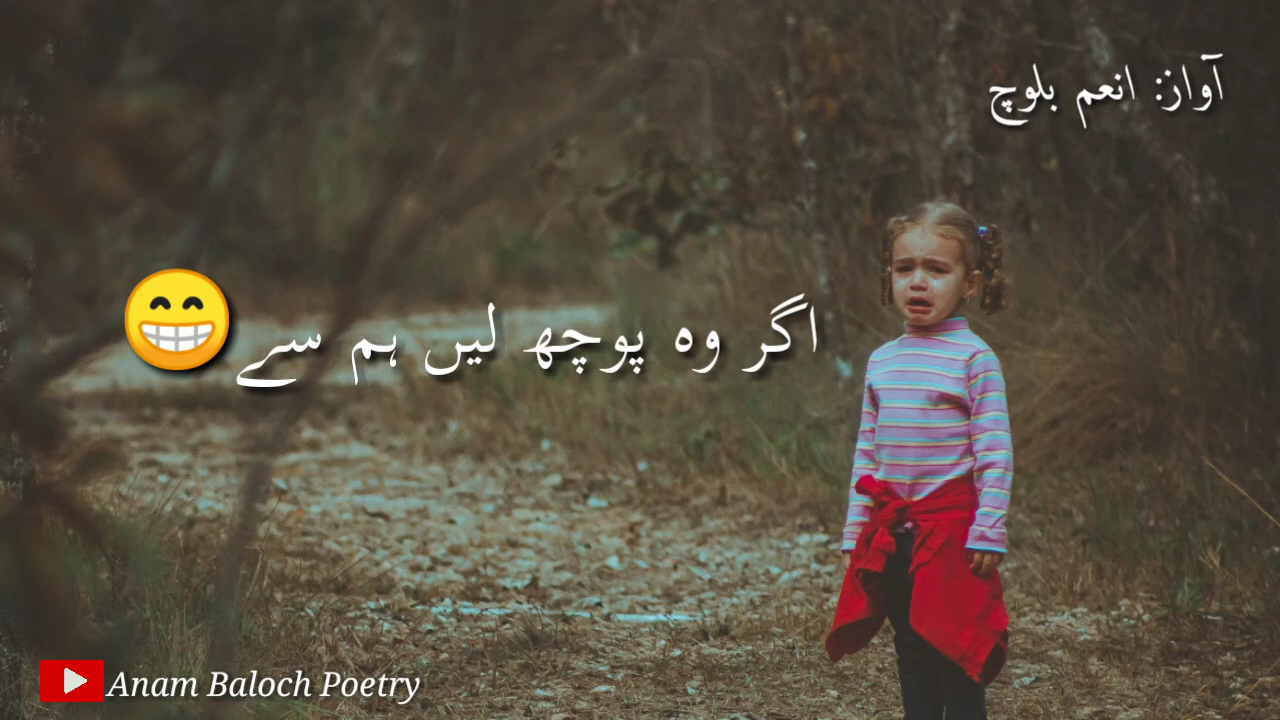 آواز: انعم بلوچ
اگر وہ پوچھ لیں ہم سے
Anam Baloch Poetry